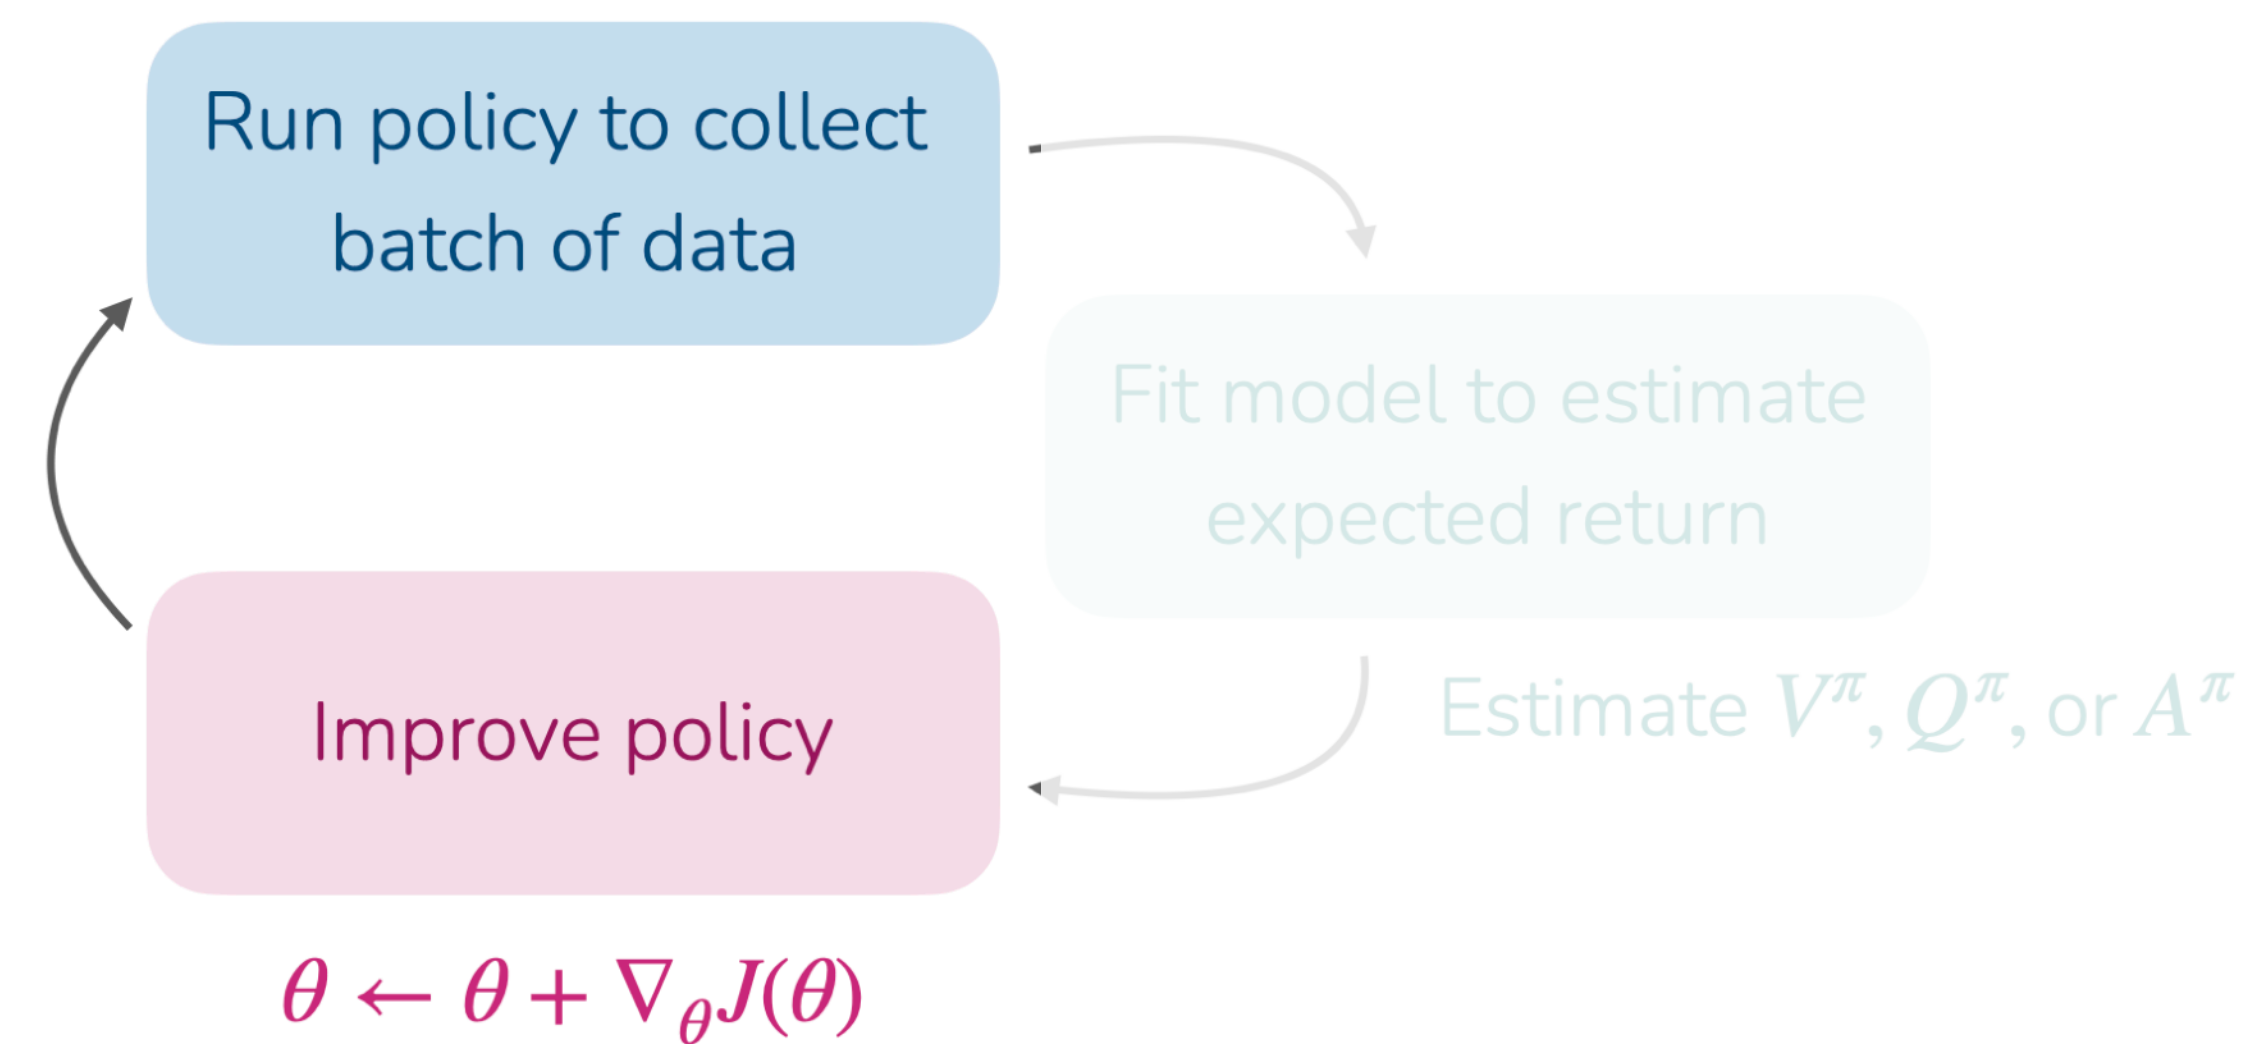 Run policy to collect
batch of data
Fit model to estimate
expected return
Estimate V^π, Q^π, or A^π
Improve policy
θ ← θ + ∇_θ J(θ)